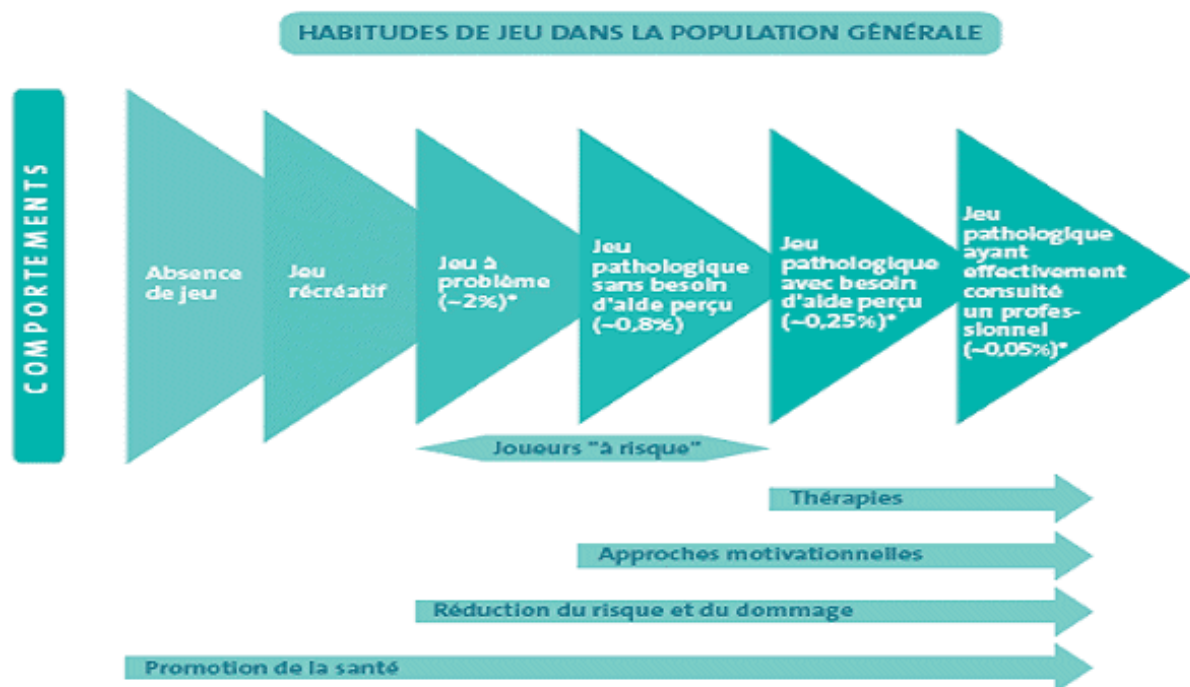 HABITUDES DE JEU DANS LA POPULATION GÉNÉRALE
COMPORTEMENTS
Absence
de jeu
Jeu
récréatif
Jeu à
problème
(~2%)*
Jeu
pathologique
sans besoin
d'aide perçu
(~0,8%)
Jeu
pathologique
avec besoin
d'aide perçu
(~0,25%)*
Jeu
pathologique
ayant
effectivement
consulté
un profes-
sionnel
(~0,05%)*
Joueurs "à risque"
Thérapies
Approches motivationnelles
Réduction du risque et du dommage
Promotion de la santé